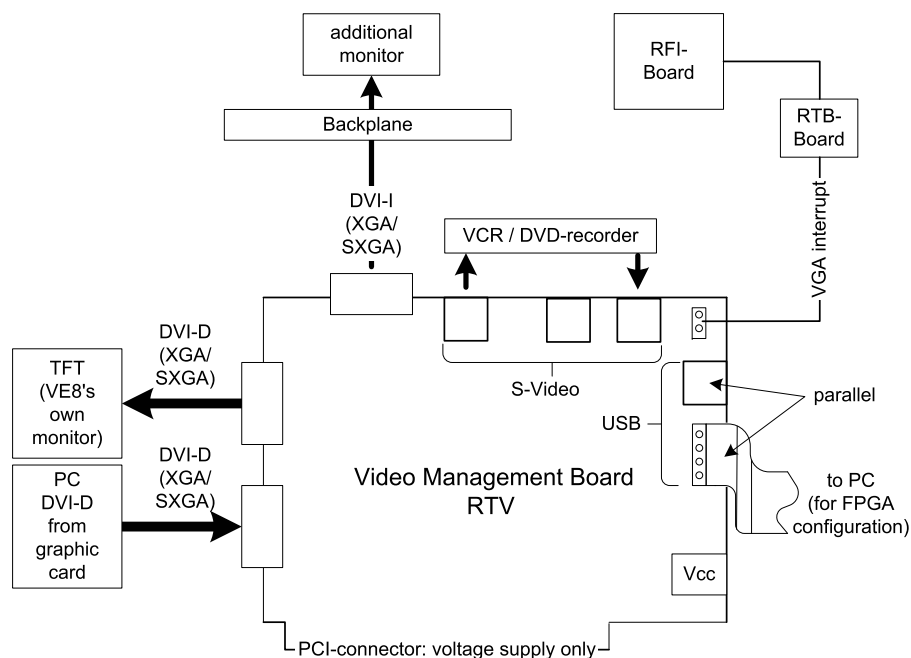 additional
monitor
Backplane
DVI-I
(XGA/
SXGA)
RFI-
Board
RTB-
Board
VGA interrupt
VCR / DVD-recorder
S-Video
DVI-D
(XGA/
SXGA)
TFT
(VE8's
own
monitor)
DVI-D
(XGA/
SXGA)
PC
DVI-D
from
graphic
card
USB
parallel
Video Management Board
RTV
to PC
(for FPGA
configuration)
Vcc
PCI-connector: voltage supply only